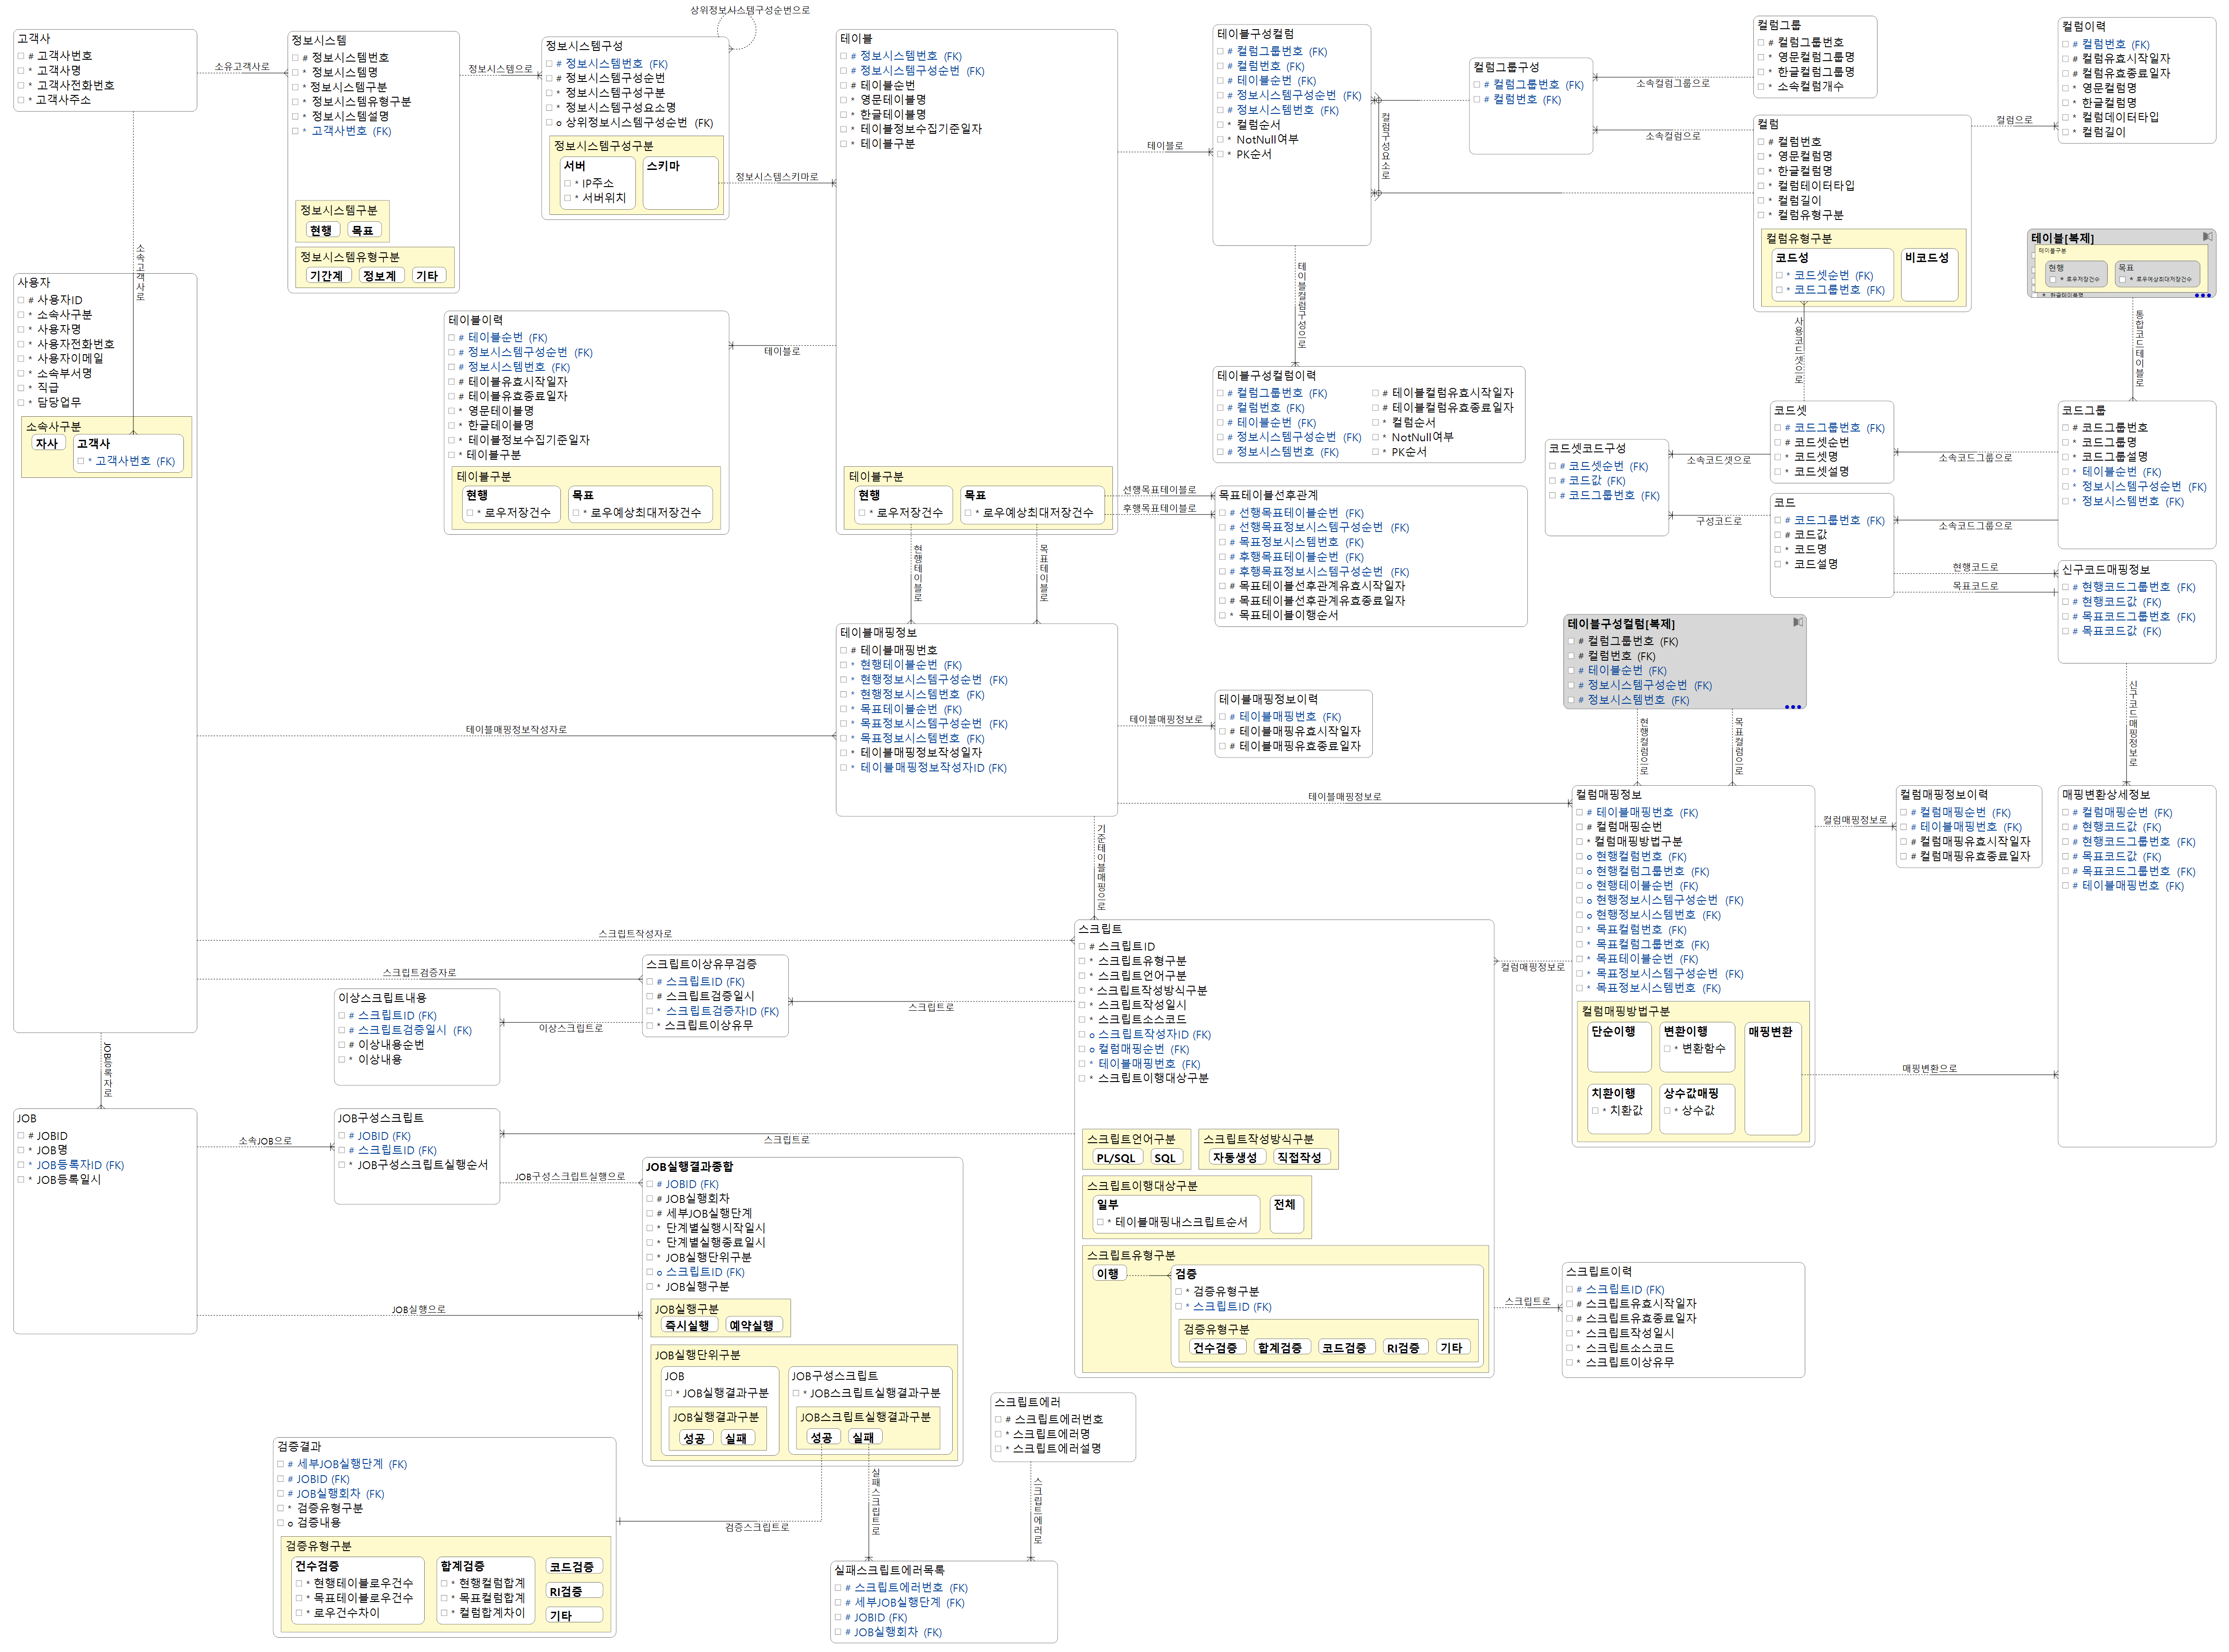 상위정보시스템구성순번으로
고객사
# 고객사번호
* 고객사명
* 고객사전화번호
* 고객사주소
소유고객사로
소속고객사로
정보시스템
# 정보시스템번호
* 정보시스템명
* 정보시스템구분
* 정보시스템유형구분
* 정보시스템설명
* 고객사번호 (FK)
정보시스템구분
현행
목표
정보시스템유형구분
기간계
정보계
기타
정보시스템으로
정보시스템구성
# 정보시스템번호 (FK)
# 정보시스템구성순번
* 정보시스템구성구분
* 정보시스템구성요소명
o 상위정보시스템구성순번 (FK)
정보시스템구성구분
서버
* IP주소
* 서버위치
스키마
정보시스템스키마로
테이블
# 정보시스템번호 (FK)
# 정보시스템구성순번 (FK)
# 테이블순번
* 영문테이블명
* 한글테이블명
* 테이블정보수집기준일자
* 테이블구분
테이블구분
현행
* 로우저장건수
목표
* 로우예상최대저장건수
테이블로
테이블구성컬럼
# 컬럼그룹번호 (FK)
# 컬럼번호 (FK)
# 테이블순번 (FK)
# 정보시스템구성순번 (FK)
# 정보시스템번호 (FK)
* 컬럼순서
* NotNull여부
* PK순서
컬럼구성요소로
컬럼그룹구성
# 컬럼그룹번호 (FK)
# 컬럼번호 (FK)
소속컬럼그룹으로
소속컬럼으로
컬럼그룹
# 컬럼그룹번호
* 영문컬럼그룹명
* 한글컬럼그룹명
* 소속컬럼개수
컬럼
# 컬럼번호
* 영문컬럼명
* 한글컬럼명
* 컬럼테이터타입
* 컬럼길이
* 컬럼유형구분
컬럼유형구분
코드성
* 코드셋순번 (FK)
* 코드그룹번호 (FK)
비코드성
컬럼으로
컬럼이력
# 컬럼번호 (FK)
# 컬럼유효시작일자
# 컬럼유효종료일자
* 영문컬럼명
* 한글컬럼명
* 컬럼데이터타입
* 컬럼길이
테이블[복제]
테이블구분
현행
* 로우저장건수
목표
* 로우예상최대저장건수
* 한글테이블명
통합코드테이블로
사용자
# 사용자ID
* 소속사구분
* 사용자명
* 사용자전화번호
* 사용자이메일
* 소속부서명
* 직급
* 담당업무
소속사구분
자사
고객사
* 고객사번호 (FK)
테이블이력
# 테이블순번 (FK)
# 정보시스템구성순번 (FK)
# 정보시스템번호 (FK)
# 테이블유효시작일자
# 테이블유효종료일자
* 영문테이블명
* 한글테이블명
* 테이블정보수집기준일자
* 테이블구분
테이블구분
현행
* 로우저장건수
목표
* 로우예상최대저장건수
테이블로
테이블컬럼구성으로
테이블구성컬럼이력
# 컬럼그룹번호 (FK)
# 컬럼번호 (FK)
# 테이블순번 (FK)
# 정보시스템구성순번 (FK)
# 정보시스템번호 (FK)
# 테이블컬럼유효시작일자
# 테이블컬럼유효종료일자
* 컬럼순서
* NotNull여부
* PK순서
선행목표테이블로
후행목표테이블로
목표테이블선후관계
# 선행목표테이블순번 (FK)
# 선행목표정보시스템구성순번 (FK)
# 목표정보시스템번호 (FK)
# 후행목표테이블순번 (FK)
# 후행목표정보시스템구성순번 (FK)
# 목표테이블선후관계유효시작일자
# 목표테이블선후관계유효종료일자
* 목표테이블이행순서
사용코드셋으로
코드셋코드구성
# 코드셋순번 (FK)
# 코드값 (FK)
# 코드그룹번호 (FK)
소속코드셋으로
구성코드로
코드셋
# 코드그룹번호 (FK)
# 코드셋순번
* 코드셋명
* 코드셋설명
코드
# 코드그룹번호 (FK)
# 코드값
* 코드명
* 코드설명
소속코드그룹으로
소속코드그룹으로
코드그룹
# 코드그룹번호
* 코드그룹명
* 코드그룹설명
* 테이블순번 (FK)
* 정보시스템구성순번 (FK)
* 정보시스템번호 (FK)
현행코드로
목표코드로
신구코드매핑정보
# 현행코드그룹번호 (FK)
# 현행코드값 (FK)
# 목표코드그룹번호 (FK)
# 목표코드값 (FK)
신구코드매핑정보로
현행테이블로
목표테이블로
테이블매핑정보
# 테이블매핑번호
* 현행테이블순번 (FK)
* 현행정보시스템구성순번 (FK)
* 현행정보시스템번호 (FK)
* 목표테이블순번 (FK)
* 목표정보시스템구성순번 (FK)
* 목표정보시스템번호 (FK)
* 테이블매핑정보작성일자
* 테이블매핑정보작성자ID (FK)
테이블매핑정보작성자로
테이블매핑정보로
테이블매핑정보이력
# 테이블매핑번호 (FK)
# 테이블매핑유효시작일자
# 테이블매핑유효종료일자
테이블매핑정보로
기준테이블매핑으로
테이블구성컬럼[복제]
# 컬럼그룹번호 (FK)
# 컬럼번호 (FK)
# 테이블순번 (FK)
# 정보시스템구성순번 (FK)
# 정보시스템번호 (FK)
현행컬럼으로
목표컬럼으로
컬럼매핑정보
# 테이블매핑번호 (FK)
# 컬럼매핑순번
* 컬럼매핑방법구분
o 현행컬럼번호 (FK)
o 현행컬럼그룹번호 (FK)
o 현행테이블순번 (FK)
o 현행정보시스템구성순번 (FK)
o 현행정보시스템번호 (FK)
* 목표컬럼번호 (FK)
* 목표컬럼그룹번호 (FK)
* 목표테이블순번 (FK)
* 목표정보시스템구성순번 (FK)
* 목표정보시스템번호 (FK)
컬럼매핑방법구분
단순이행
변환이행
* 변환함수
매핑변환
치환이행
* 치환값
상수값매핑
* 상수값
컬럼매핑정보로
컬럼매핑정보이력
# 컬럼매핑순번 (FK)
# 테이블매핑번호 (FK)
# 컬럼매핑유효시작일자
# 컬럼매핑유효종료일자
매핑변환상세정보
# 컬럼매핑순번 (FK)
# 현행코드값 (FK)
# 현행코드그룹번호 (FK)
# 목표코드값 (FK)
# 목표코드그룹번호 (FK)
# 테이블매핑번호 (FK)
매핑변환으로
컬럼매핑정보로
스크립트작성자로
스크립트검증자로
스크립트이상유무검증
# 스크립트ID (FK)
# 스크립트검증일시
* 스크립트검증자ID (FK)
* 스크립트이상유무
스크립트로
이상스크립트로
이상스크립트내용
# 스크립트ID (FK)
# 스크립트검증일시 (FK)
# 이상내용순번
* 이상내용
스크립트
# 스크립트ID
* 스크립트유형구분
* 스크립트언어구분
* 스크립트작성방식구분
* 스크립트작성일시
* 스크립트소스코드
o 스크립트작성자ID (FK)
o 컬럼매핑순번 (FK)
* 테이블매핑번호 (FK)
* 스크립트이행대상구분
스크립트언어구분
PL/SQL
SQL
스크립트작성방식구분
자동생성
직접작성
스크립트이행대상구분
일부
* 테이블매핑내스크립트순서
전체
스크립트유형구분
이행
검증
* 검증유형구분
* 스크립트ID (FK)
검증유형구분
건수검증
합계검증
코드검증
RI검증
기타
스크립트로
스크립트이력
# 스크립트ID (FK)
# 스크립트유효시작일자
# 스크립트유효종료일자
* 스크립트작성일시
* 스크립트소스코드
* 스크립트이상유무
JOB등록자로
JOB
# JOBID
* JOB명
* JOB등록자ID (FK)
* JOB등록일시
소속JOB으로
JOB구성스크립트
# JOBID (FK)
# 스크립트ID (FK)
* JOB구성스크립트실행순서
스크립트로
JOB구성스크립트실행으로
JOB실행으로
JOB실행결과종합
# JOBID (FK)
# JOB실행회차
# 세부JOB실행단계
* 단계별실행시작일시
* 단계별실행종료일시
* JOB실행단위구분
o 스크립트ID (FK)
* JOB실행구분
JOB실행구분
즉시실행
예약실행
JOB실행단위구분
JOB
* JOB실행결과구분
JOB실행결과구분
성공
실패
JOB구성스크립트
* JOB스크립트실행결과구분
JOB스크립트실행결과구분
성공
실패
스크립트에러
# 스크립트에러번호
* 스크립트에러명
* 스크립트에러설명
실패스크립트로
스크립트에러로
검증스크립트로
검증결과
# 세부JOB실행단계 (FK)
# JOBID (FK)
# JOB실행회차 (FK)
* 검증유형구분
o 검증내용
검증유형구분
건수검증
* 현행테이블로우건수
* 목표테이블로우건수
* 로우건수차이
합계검증
* 현행컬럼합계
* 목표컬럼합계
* 컬럼합계차이
코드검증
RI검증
기타
실패스크립트에러목록
# 스크립트에러번호 (FK)
# 세부JOB실행단계 (FK)
# JOBID (FK)
# JOB실행회차 (FK)